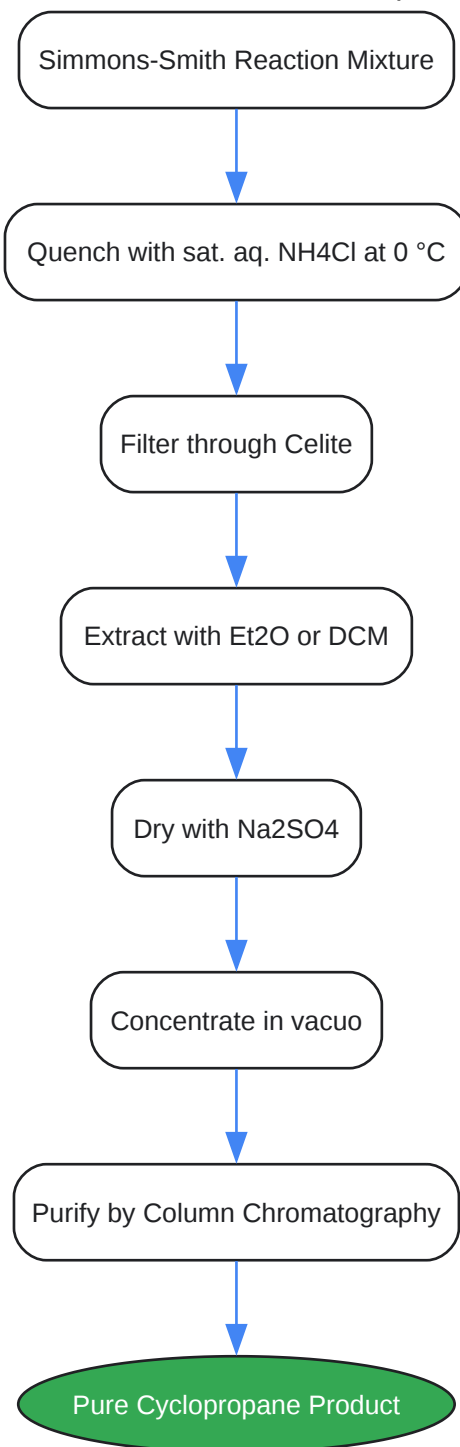 Simmons-Smith Reaction Mixture
Quench with sat. aq. NH4Cl at 0 °C
Filter through Celite
Extract with Et2O or DCM
Dry with Na2SO4
Concentrate in vacuo
Purify by Column Chromatography
Pure Cyclopropane Product